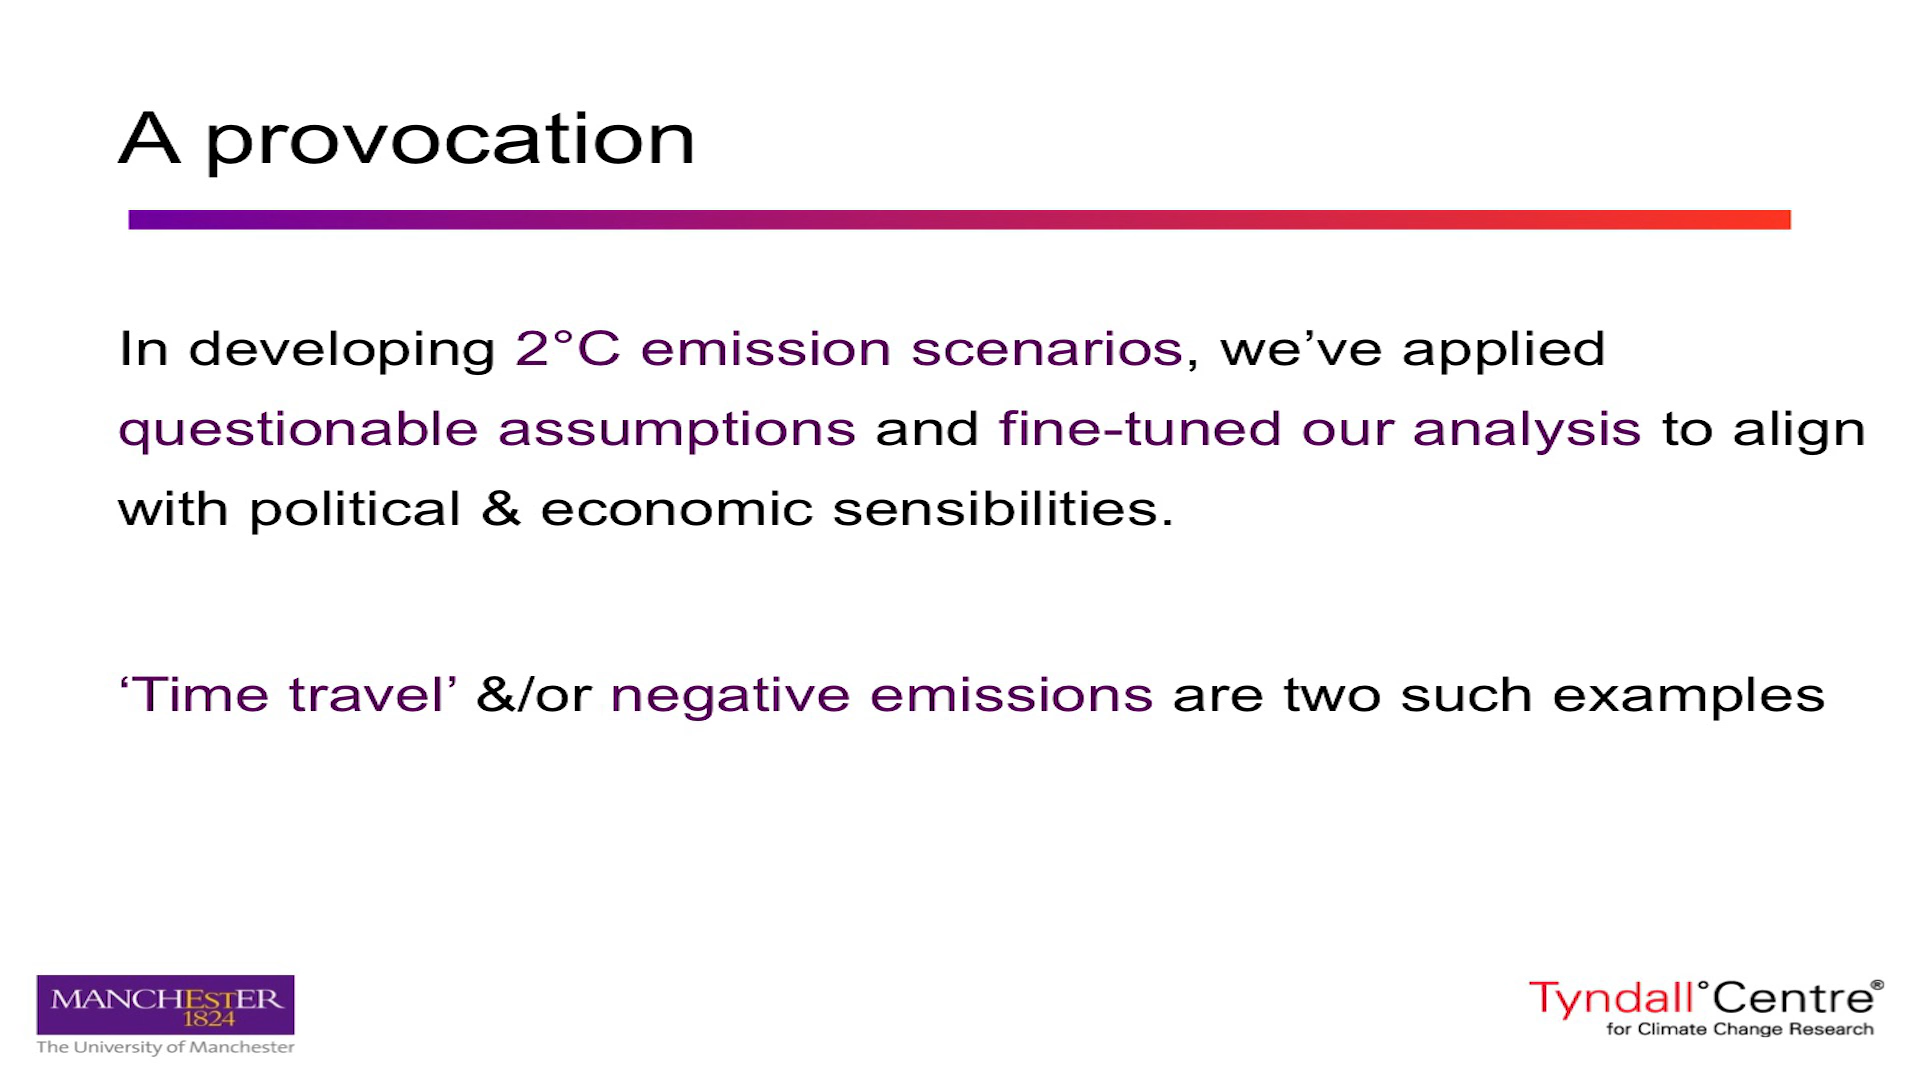 A provocation
In developing 2°C emission scenarios, we’ve applied
questionable assumptions and fine-tuned our analysis to align
with political & economic sensibilities.
‘Time travel’ &/or negative emissions are two such examples
MANCHESTER
1824
The University of Manchester
Tyndall°Centre®
for Climate Change Research